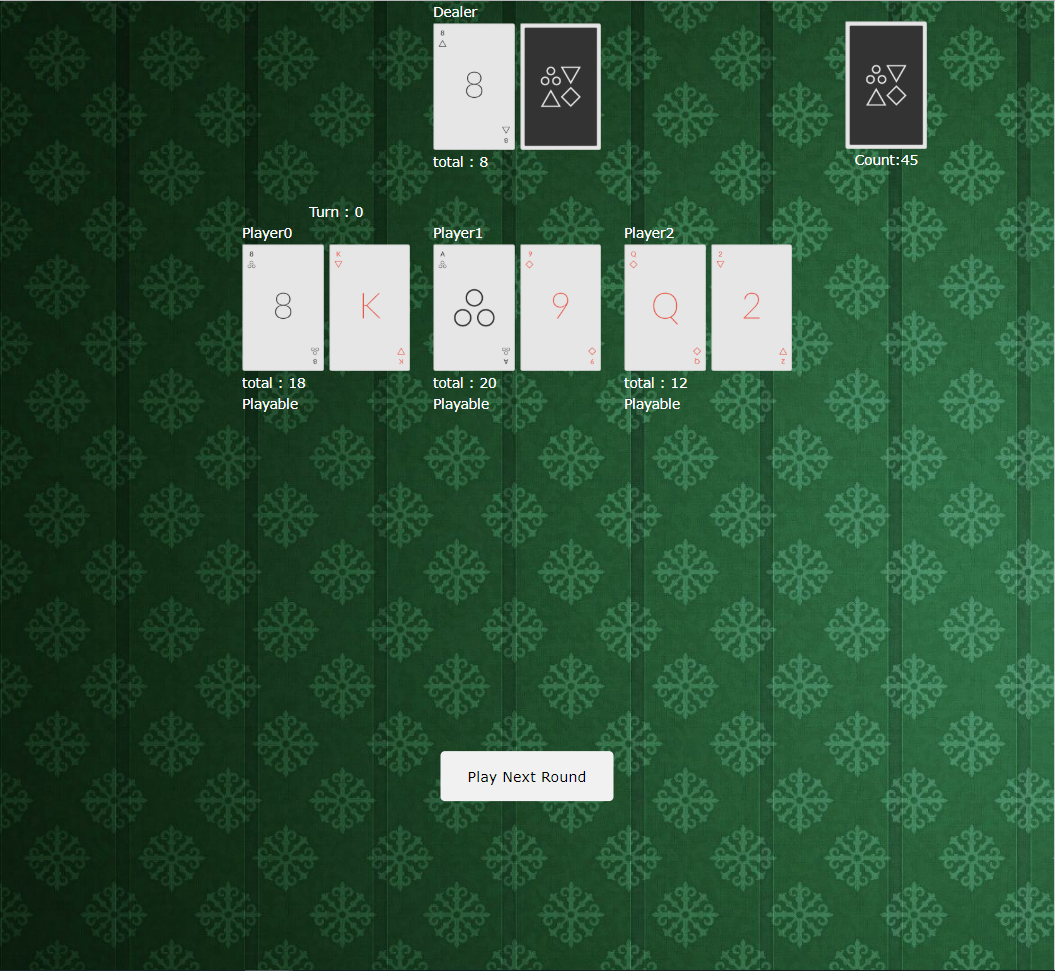 Dealer
8
8
8
total : 8
Count:45
Turn : 0
Player0
Player1
Player2
8
K
A
9
Q
2
8
K
9
Q
2
8
K
A
9
Q
2
total : 18
total : 20
total : 12
Playable
Playable
Playable
Play Next Round